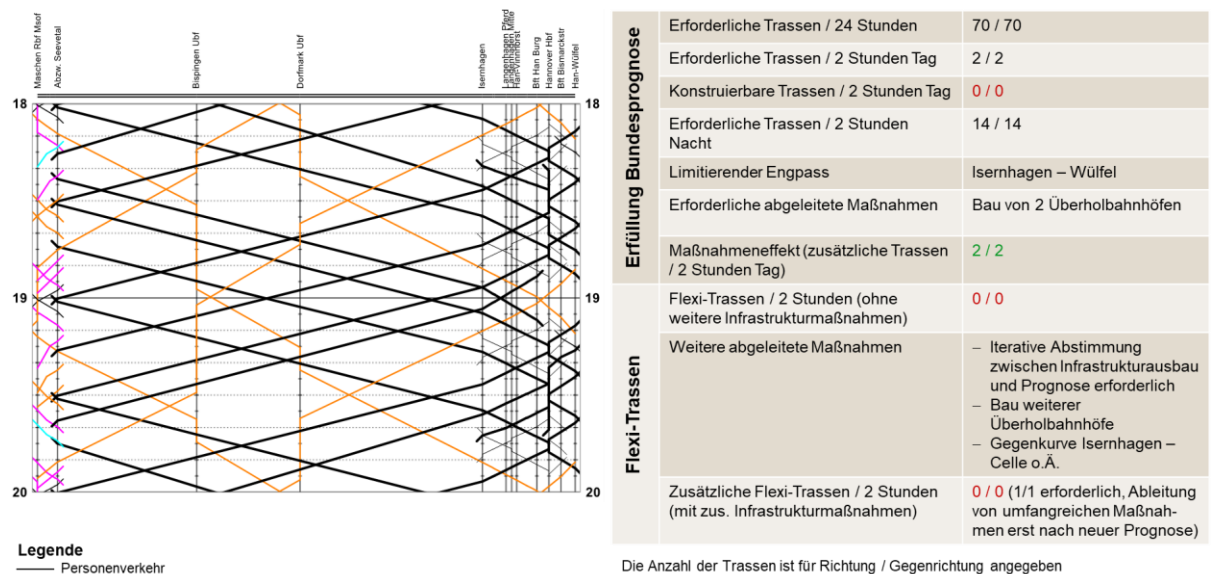 Maschen Rbf Msof
Abzw. Seevetal
Bispingen Ubf
Dorfmark Ubf
Isernhagen
Langenhagen Pferd
Langenhagen Mitte
Han-Vinnhorst
Bft Han Burg
Hannover Hbf
Bft Bismarckstr
Han-Wülfel
18
18
19
19
20
20
Legende
Personenverkehr
Erfüllung Bundesprognose
Erforderliche Trassen / 24 Stunden
70 / 70
Erforderliche Trassen / 2 Stunden Tag
2 / 2
Konstruierbare Trassen / 2 Stunden Tag
0 / 0
Erforderliche Trassen / 2 Stunden
Nacht
14 / 14
Limitierender Engpass
Isernhagen – Wülfel
Erforderliche abgeleitete Maßnahmen
Bau von 2 Überholbahnhöfen
Maßnahmeneffekt (zusätzliche Trassen
/ 2 Stunden Tag)
2 / 2
Flexi-Trassen
Flexi-Trassen / 2 Stunden (ohne
weitere Infrastrukturmaßnahmen)
0 / 0
Weitere abgeleitete Maßnahmen
– Iterative Abstimmung
zwischen Infrastrukturausbau
und Prognose erforderlich
– Bau weiterer
Überholbahnhöfe
– Gegenkurve Isernhagen –
Celle o.Ä.
Zusätzliche Flexi-Trassen / 2 Stunden
(mit zus. Infrastrukturmaßnahmen)
0 / 0 (1/1 erforderlich, Ableitung
von umfangreichen Maßnah-
men erst nach neuer Prognose)
Die Anzahl der Trassen ist für Richtung / Gegenrichtung angegeben